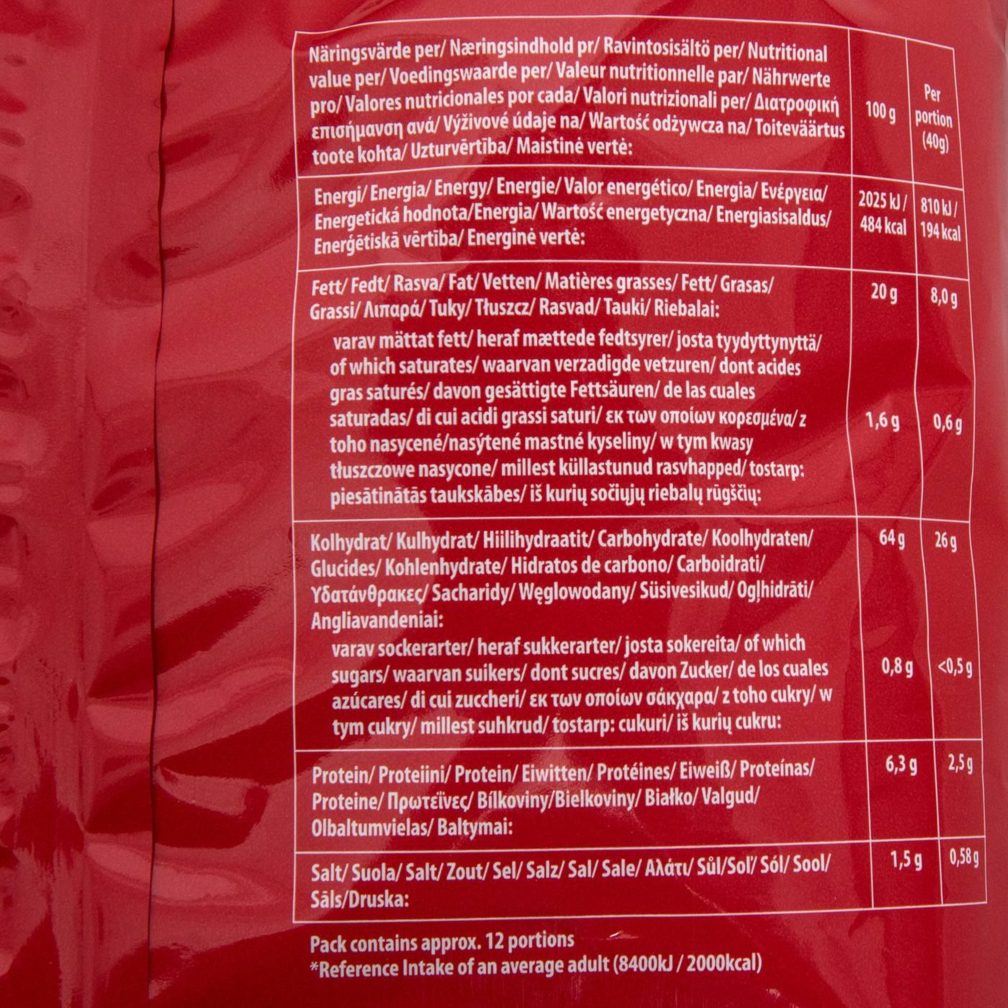 Näringsvärde per/ Næringsindhold pr/ Ravintosisältö per/ Nutritional
value per/ Voedingswaarde per/ Valeur nutritionnelle par/ Nährwerte
pro/ Valores nutricionales por cada/ Valori nutrizionali per/ Διατροφική
επισήμανση ανά/ Výživové údaje na/ Wartość odżywcza na/ Toiteväärtus
toote kohta/ Uzturvērtība/ Maistinė vertė:
100 g
Per
portion
(40g)
Energi/ Energia/ Energy/ Energie/ Valor energético/ Energia/ Ενέργεια/
Energetická hodnota/Energia/ Wartość energetyczna/ Energiasisaldus/
Enerģētiskā vērtība/ Energinė vertė:
2025 kJ /
484 kcal
810 kJ /
194 kcal
Fett/ Fedt/ Rasva/ Fat/ Vetten/ Matières grasses/ Fett/ Grasas/
Grassi/ Λιπαρά/ Tuky/ Tłuszcz/ Rasvad/ Tauki/ Riebalai:
20 g
8,0 g
varav mättat fett/ heraf mættede fedtsyrer/ josta tyydyttynyttä/
of which saturates/ waarvan verzadigde vetzuren/ dont acides
gras saturés/ davon gesättigte Fettsäuren/ de las cuales
saturadas/ di cui acidi grassi saturi/ εκ των οποίων κορεσμένα/ z
toho nasycené/nasýtené mastné kyseliny/ w tym kwasy
tłuszczowe nasycone/ millest küllastunud rasvhapped/ tostarp:
piesātinātās taukskābes/ iš kurių sočiųjų riebalų rūgščių:
1,6 g
0,6 g
Kolhydrat/ Kulhydrat/ Hiilihydraatit/ Carbohydrate/ Koolhydraten/
Glucides/ Kohlenhydrate/ Hidratos de carbono/ Carboidrati/
Υδατάνθρακες/ Sacharidy/ Węglowodany/ Süsivesikud/ Ogļhidrāti/
Angliavandeniai:
64 g
26 g
varav sockerarter/ heraf sukkerarter/ josta sokereita/ of which
sugars/ waarvan suikers/ dont sucres/ davon Zucker/ de los cuales
azúcares/ di cui zuccheri/ εκ των οποίων σάκχαρα/ z toho cukry/ w
tym cukry/ millest suhkrud/ tostarp: cukuri/ iš kurių cukru:
0,8 g
<0,5 g
Protein/ Proteiini/ Protein/ Eiwitten/ Protéines/ Eiweiß/ Proteínas/
Proteine/ Πρωτεΐνες/ Bílkoviny/Bielkoviny/ Białko/ Valgud/
Olbaltumvielas/ Baltymai:
6,3 g
2,5 g
Salt/ Suola/ Salt/ Zout/ Sel/ Salz/ Sal/ Sale/ Αλάτι/ Sůl/Soľ/ Sól/ Sool/
Sāls/Druska:
1,5 g
0,58 g
Pack contains approx. 12 portions
*Reference Intake of an average adult (8400kJ / 2000kcal)